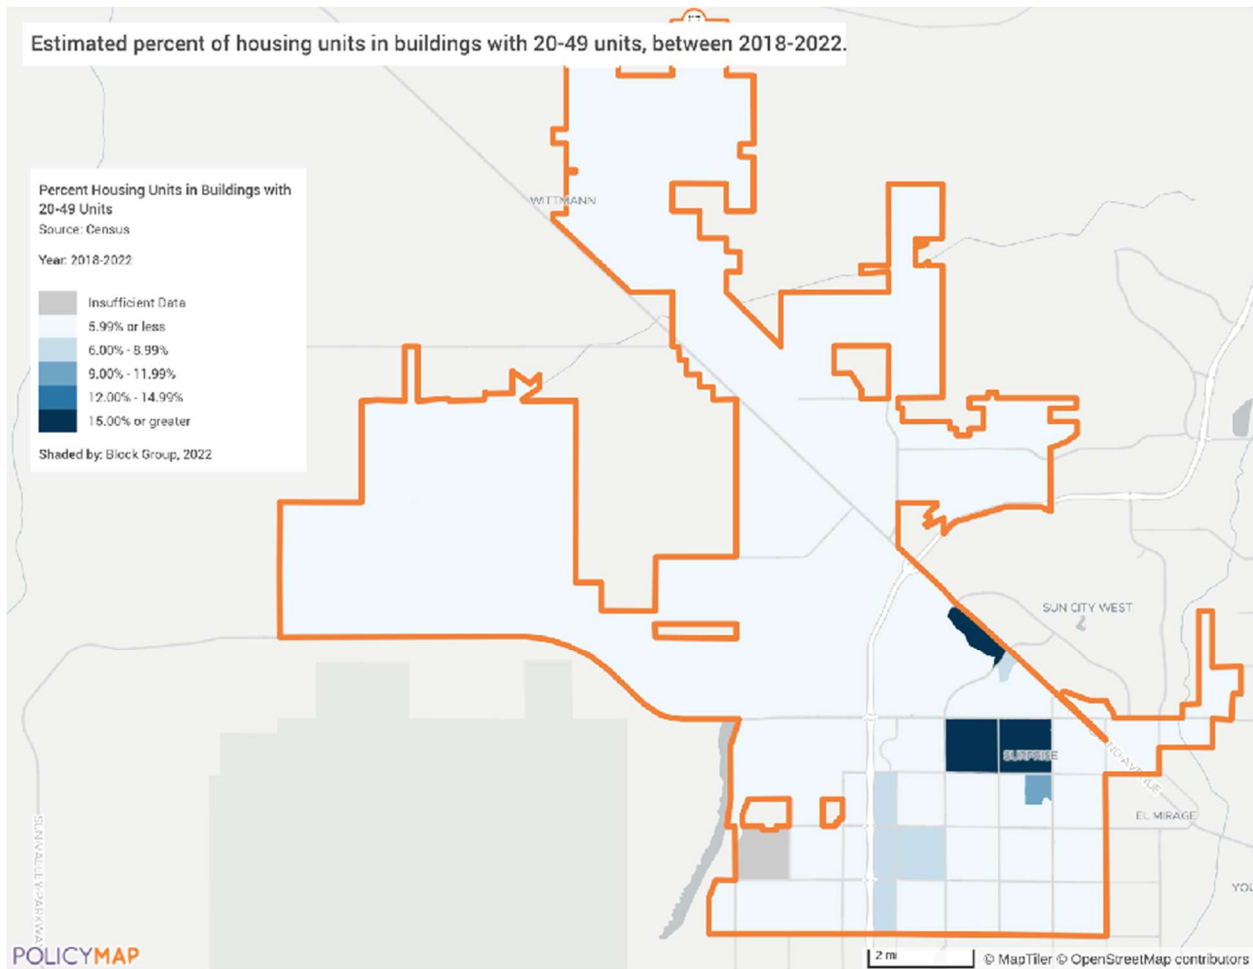 Estimated percent of housing units in buildings with 20-49 units, between 2018-2022.
WITTMANN
Percent Housing Units in Buildings with
20-49 Units
Source: Census
Year: 2018-2022
Insufficient Data
5.99% or less
6.00% - 8.99%
9.00% - 11.99%
12.00% - 14.99%
15.00% or greater
Shaded by: Block Group, 2022
SUN CITY WEST
SURPRISE
EL MIRAGE
YOU
POLICYMAP
2 mi
© MapTiler © OpenStreetMap contributors